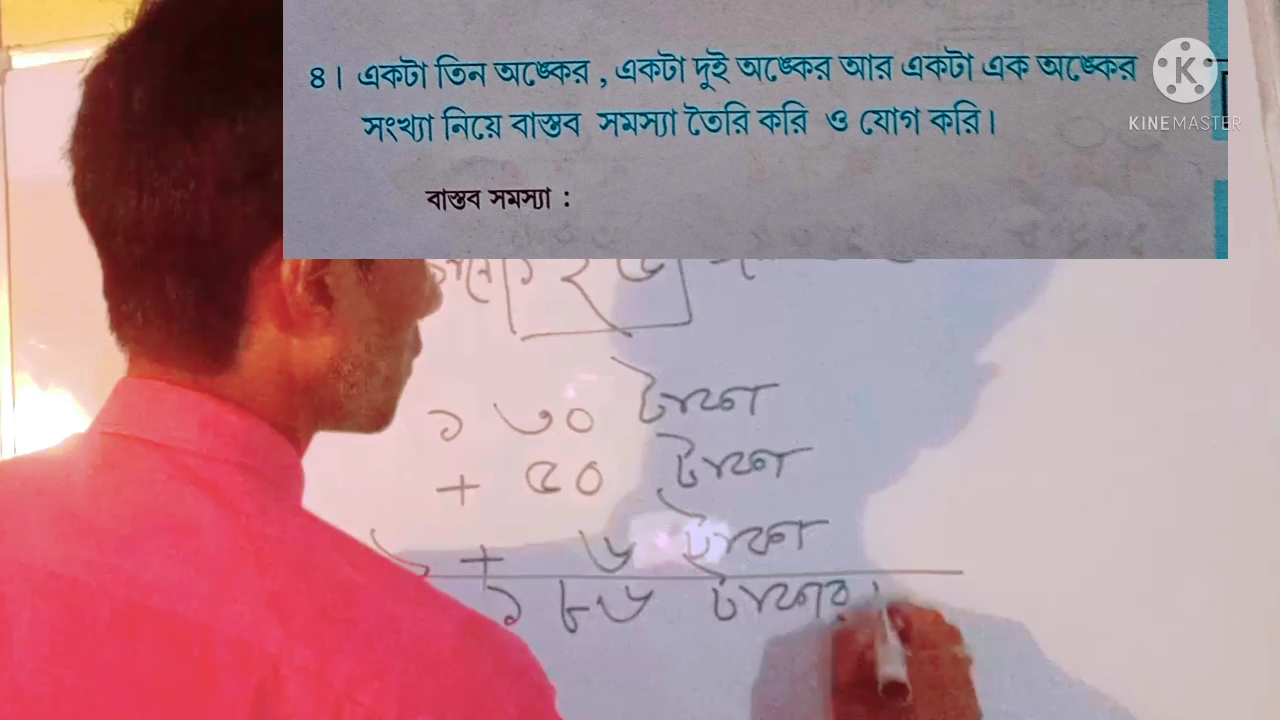 ৪। একটা তিন অঙ্কের , একটা দুই অঙ্কের আর একটা এক অঙ্কের
সংখ্যা নিয়ে বাস্তব সমস্যা তৈরি করি ও যোগ করি।
বাস্তব সমস্যা :
KINEMASTER
১৩০ টাকা
+ ৫০ টাকা
+ ৬ টাকা
১৮৬ টাকার